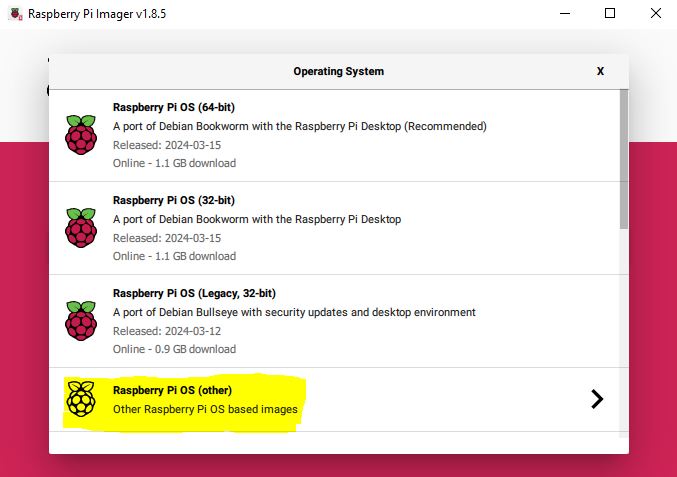 Raspberry Pi Imager v1.8.5
Operating System
X
Raspberry Pi OS (64-bit)
A port of Debian Bookworm with the Raspberry Pi Desktop (Recommended)
Released: 2024-03-15
Online - 1.1 GB download
Raspberry Pi OS (32-bit)
A port of Debian Bookworm with the Raspberry Pi Desktop
Released: 2024-03-15
Online - 1.1 GB download
Raspberry Pi OS (Legacy, 32-bit)
A port of Debian Bullseye with security updates and desktop environment
Released: 2024-03-12
Online - 0.9 GB download
Raspberry Pi OS (other)
Other Raspberry Pi OS based images